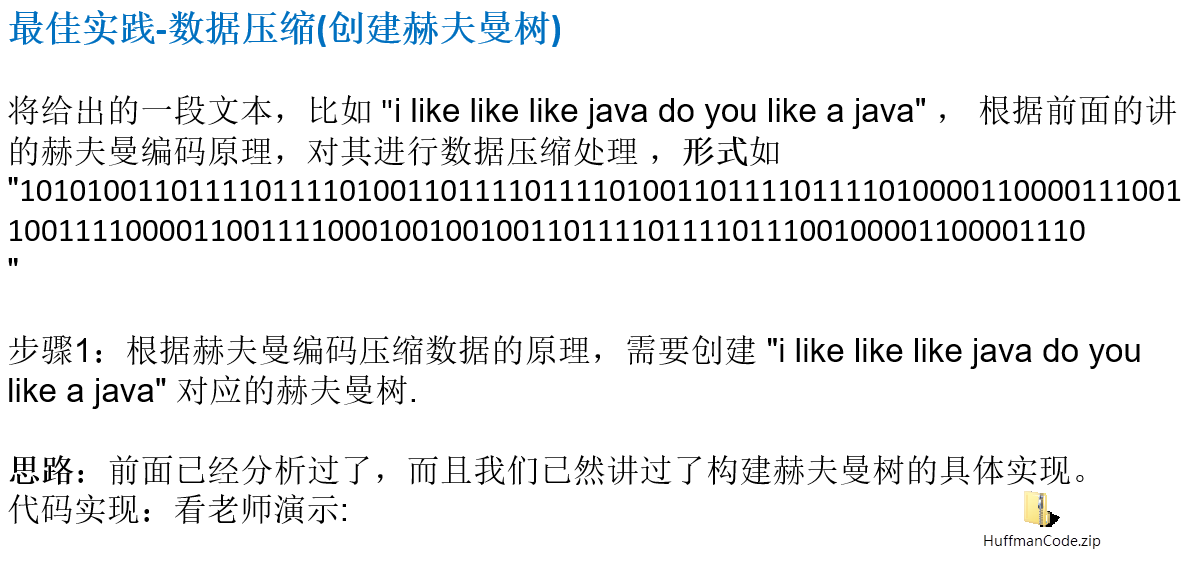 最佳实践-数据压缩(创建赫夫曼树)
将给出的一段文本，比如 "i like like like java do you like a java" ， 根据前面的讲
的赫夫曼编码原理，对其进行数据压缩处理 ，形式如
"1010100110111101111010011011110111101001101111011110100001100001110011
1001111000011001111000100100100110111101111011100100001100001110
"
步骤1：根据赫夫曼编码压缩数据的原理，需要创建 "i like like like java do you
like a java" 对应的赫夫曼树.
思路：前面已经分析过了，而且我们已然讲过了构建赫夫曼树的具体实现。
代码实现：看老师演示:
HuffmanCode.zip